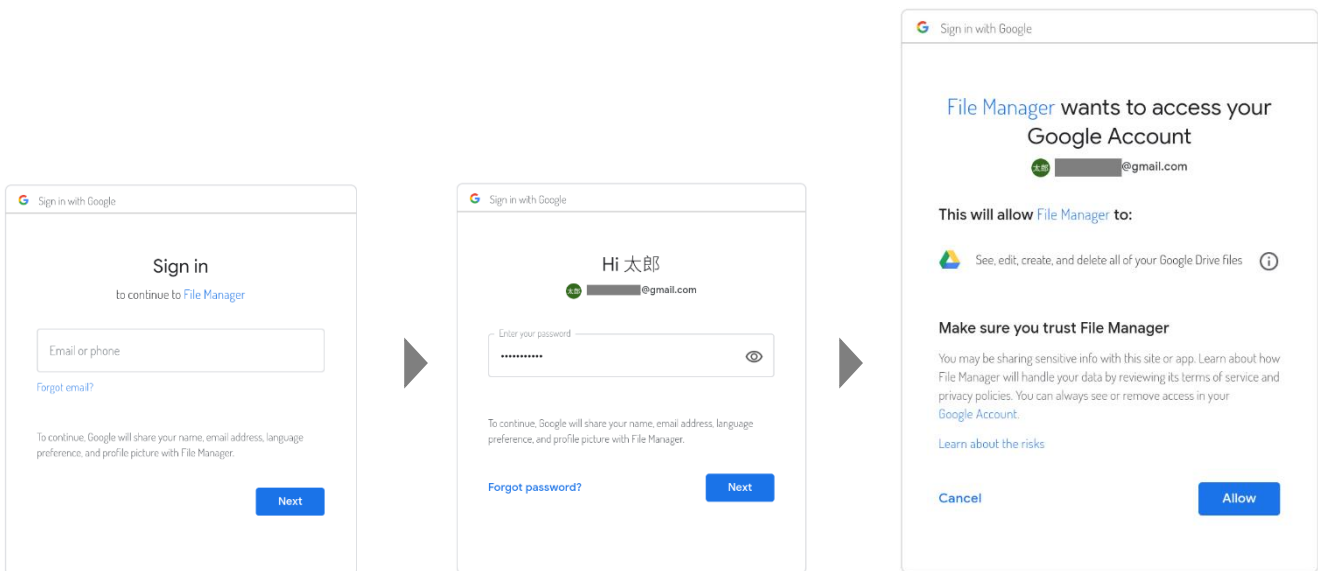 Sign in with Google
Sign in
to continue to File Manager
Email or phone
Forgot email?
To continue, Google will share your name, email address, language
preference, and profile picture with File Manager.
Next
Sign in with Google
Hi 太郎
太郎 @gmail.com
Enter your password
•••••••••••
To continue, Google will share your name, email address, language
preference, and profile picture with File Manager.
Forgot password?
Next
Sign in with Google
File Manager wants to access your
Google Account
太郎 @gmail.com
This will allow File Manager to:
See, edit, create, and delete all of your Google Drive files
Make sure you trust File Manager
You may be sharing sensitive info with this site or app. Learn about how
File Manager will handle your data by reviewing its terms of service and
privacy policies. You can always see or remove access in your
Google Account.
Learn about the risks
Cancel
Allow